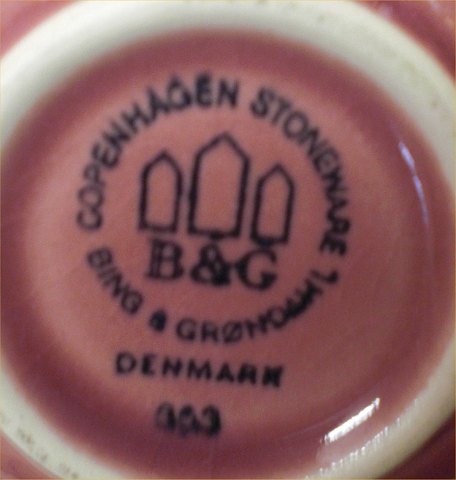 COPENHAGEN STONEWARE
B&G
BING & GRØNDAHL
DENMARK